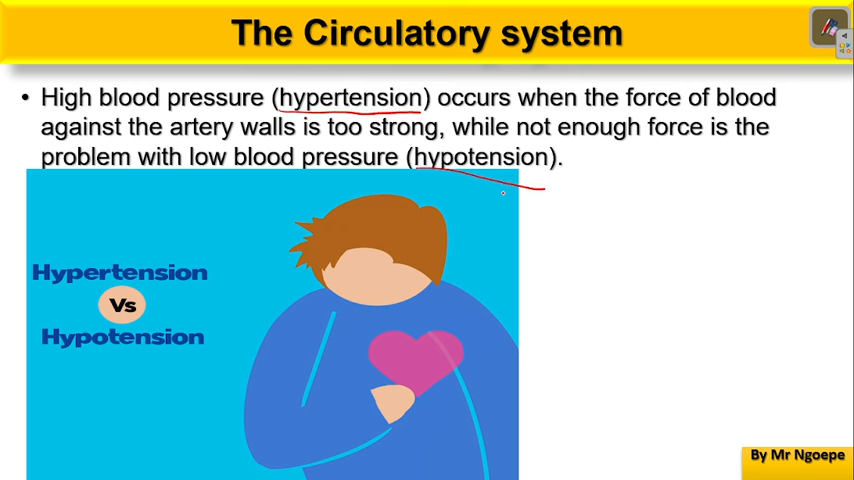 The Circulatory system
• High blood pressure (hypertension) occurs when the force of blood
against the artery walls is too strong, while not enough force is the
problem with low blood pressure (hypotension).
Hypertension
Vs
Hypotension
By Mr Ngoepe